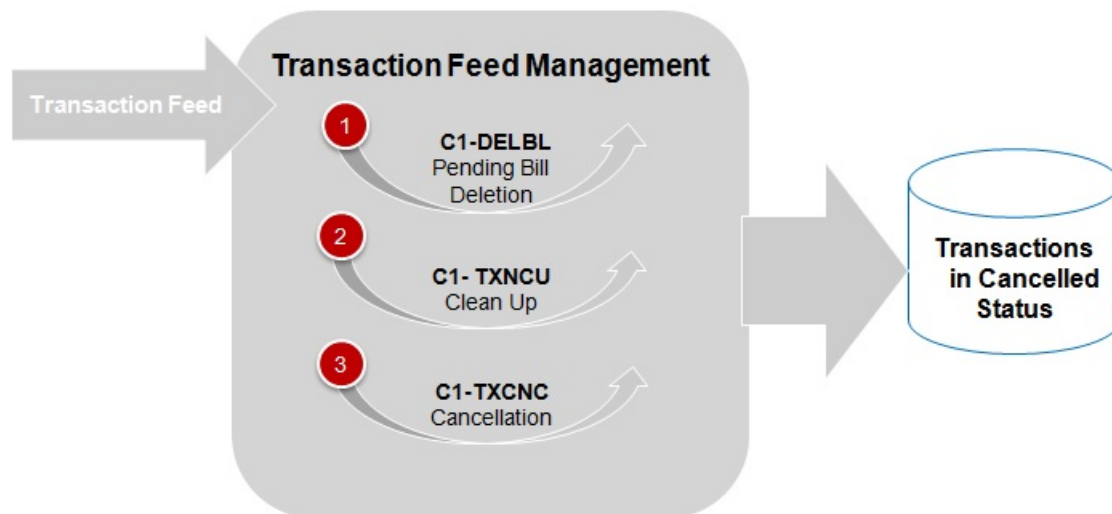 Transaction Feed Management
Transaction Feed
1
C1-DELBL
Pending Bill
Deletion
2
C1- TXNCU
Clean Up
3
C1-TXCNC
Cancellation
Transactions
in Cancelled
Status